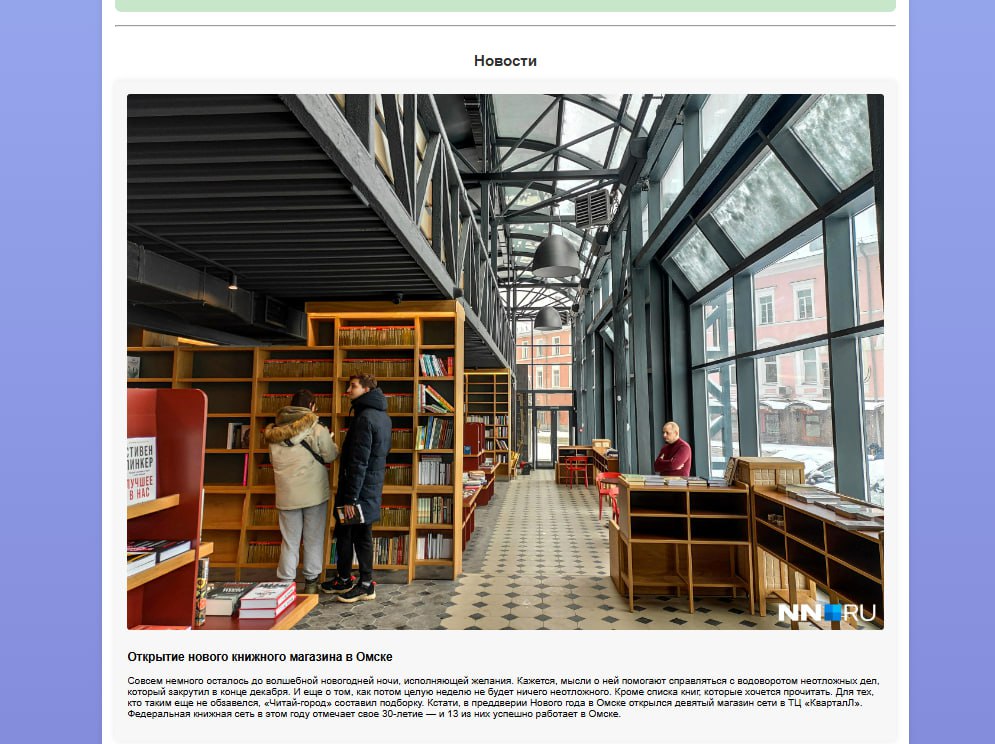 Новости
СТИВЕН
ПИНКЕР
ЛУЧШЕЕ
В НАС
NN RU
Открытие нового книжного магазина в Омске
Совсем немного осталось до волшебной новогодней ночи, исполняющей желания. Кажется, мысли о ней помогают справляться с водоворотом неотложных дел,
который закрутил в конце декабря. И еще о том, как потом целую неделю не будет ничего неотложного. Кроме списка книг, которые хочется прочитать. Для тех,
кто таким еще не обзавелся, «Читай-город» составил подборку. Кстати, в преддверии Нового года в Омске открылся девятый магазин сети в ТЦ «КварталЛ».
Федеральная книжная сеть в этом году отмечает свое 30-летие — и 13 из них успешно работает в Омске.